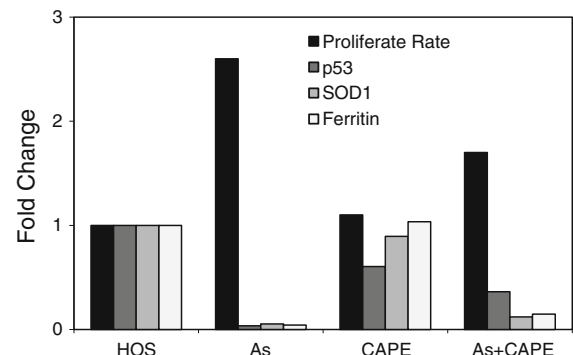 3
2
1
0
Fold Change
Proliferate Rate
p53
SOD1
Ferritin
HOS
As
CAPE
As+CAPE